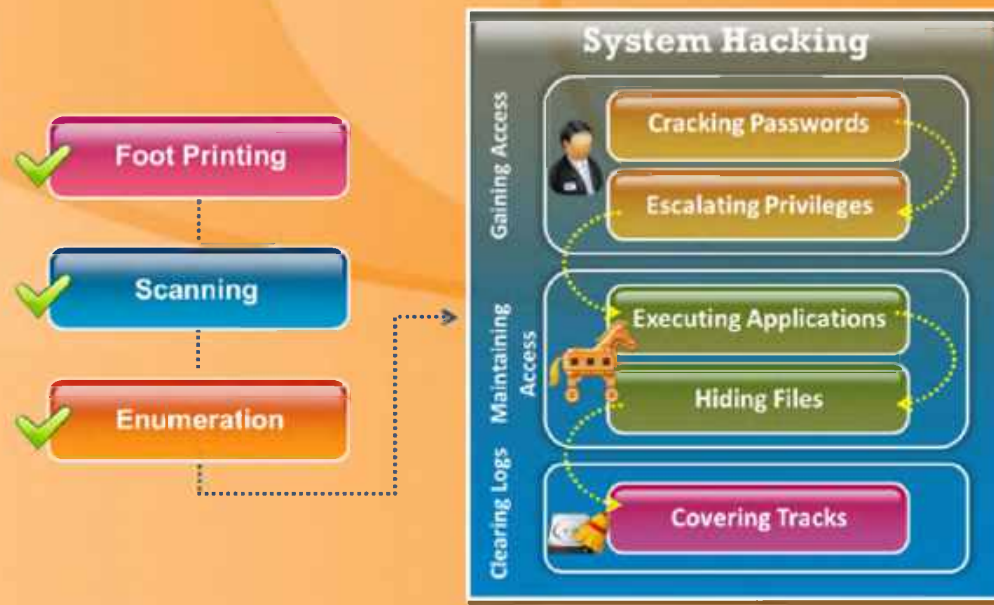 Foot Printing
Scanning
Enumeration
System Hacking
Gaining Access
Cracking Passwords
Escalating Privileges
Maintaining
Access
Executing Applications
Hiding Files
Clearing Logs
Covering Tracks